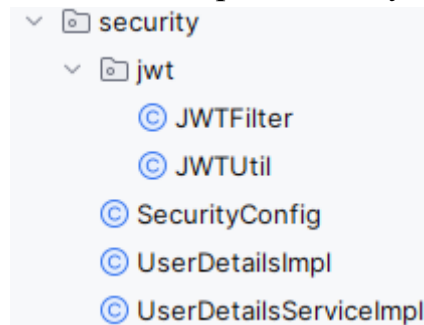 security
jwt
JWTFilter
JWTUtil
SecurityConfig
UserDetailsImpl
UserDetailsServiceImpl